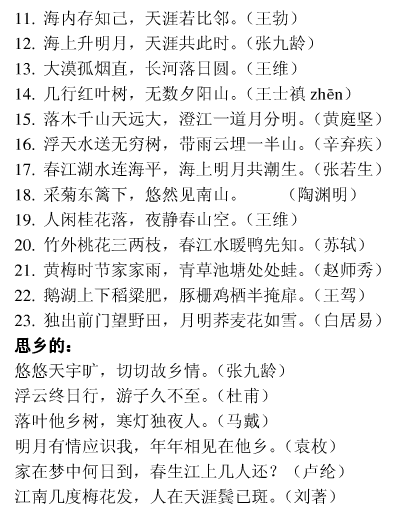 11. 海内存知己，天涯若比邻。（王勃）
12. 海上升明月，天涯共此时。（张九龄）
13. 大漠孤烟直，长河落日圆。（王维）
14. 几行红叶树，无数夕阳山。（王士禛 zhēn）
15. 落木千山天远大，澄江一道月分明。（黄庭坚）
16. 浮天水送无穷树，带雨云埋一半山。（辛弃疾）
17. 春江湖水连海平，海上明月共潮生。（张若生）
18. 采菊东篱下，悠然见南山。 （陶渊明）
19. 人闲桂花落，夜静春山空。（王维）
20. 竹外桃花三两枝，春江水暖鸭先知。（苏轼）
21. 黄梅时节家家雨，青草池塘处处蛙。（赵师秀）
22. 鹅湖上下稻粱肥，豚栅鸡栖半掩扉。（王驾）
23. 独出前门望野田，月明荞麦花如雪。（白居易）
思乡的：
悠悠天宇旷，切切故乡情。（张九龄）
浮云终日行，游子久不至。（杜甫）
落叶他乡树，寒灯独夜人。（马戴）
明月有情应识我，年年相见在他乡。（袁枚）
家在梦中何日到，春生江上几人还？（卢纶）
江南几度梅花发，人在天涯鬓已斑。（刘著）